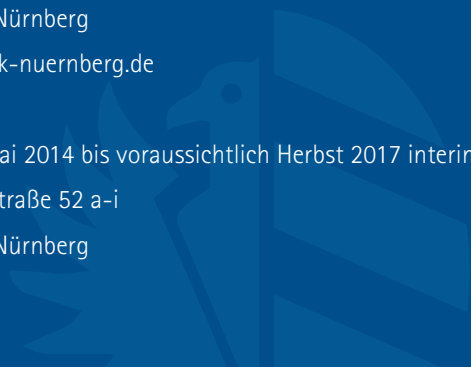 Nürnberg
k-nuernberg.de
ai 2014 bis voraussichtlich Herbst 2017 interim
traße 52 a-i
Nürnberg